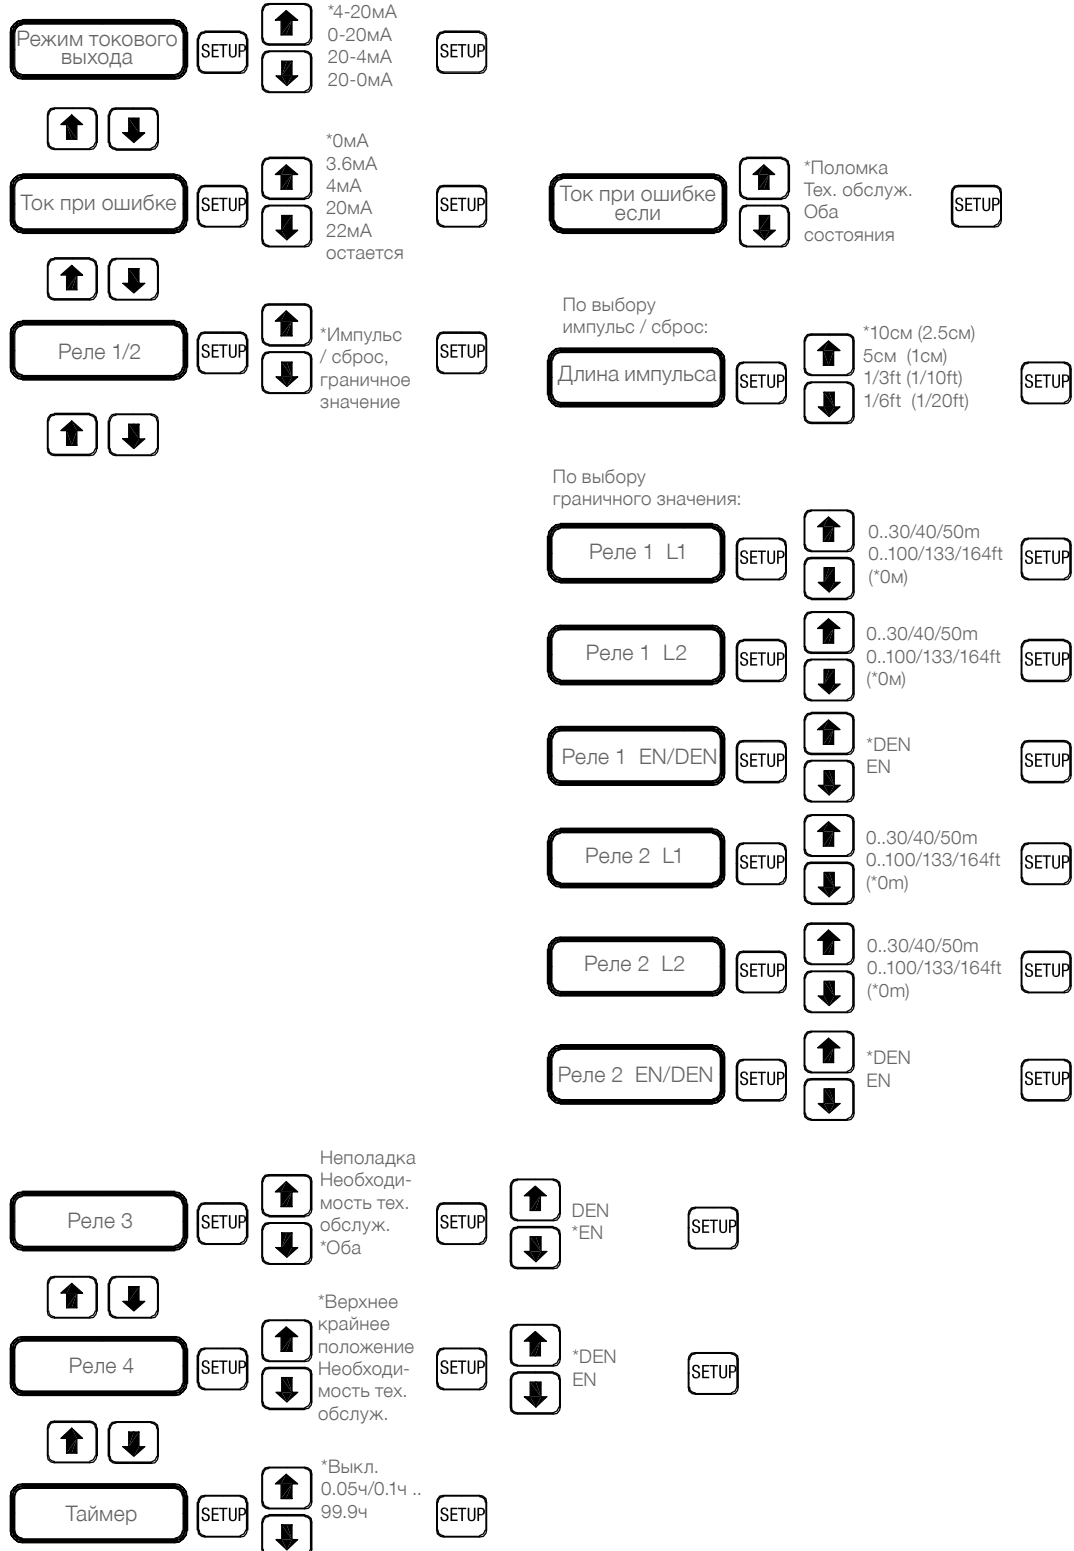 Режим токового
выхода
SETUP
*4-20мА
0-20мА
20-4мА
20-0мА
SETUP
Ток при ошибке
SETUP
*0мА
3.6мА
4мА
20мА
22мА
остается
SETUP
Ток при ошибке
если
*Поломка
Тех. обслуж.
Оба
состояния
SETUP
Реле 1/2
SETUP
*Импульс
/ сброс,
граничное
значение
SETUP
По выбору
импульс / сброс:
Длина импульса
SETUP
*10см (2.5см)
5см (1см)
1/3ft (1/10ft)
1/6ft (1/20ft)
SETUP
По выбору
граничного значения:
Реле 1 L1
SETUP
0..30/40/50m
0..100/133/164ft
(*0м)
SETUP
Реле 1 L2
SETUP
0..30/40/50m
0..100/133/164ft
(*0м)
SETUP
Реле 1 EN/DEN
SETUP
*DEN
EN
SETUP
Реле 2 L1
SETUP
0..30/40/50m
0..100/133/164ft
(*0m)
SETUP
Реле 2 L2
SETUP
0..30/40/50m
0..100/133/164ft
(*0m)
SETUP
Реле 2 EN/DEN
SETUP
*DEN
EN
SETUP
Реле 3
SETUP
Неполадка
Необходи-
мость тех.
обслуж.
*Оба
SETUP
DEN
*EN
SETUP
Реле 4
SETUP
*Верхнее
крайнее
положение
Необходи-
мость тех.
обслуж.
SETUP
*DEN
EN
SETUP
Таймер
SETUP
*Выкл.
0.05ч/0.1ч ..
99.9ч
SETUP